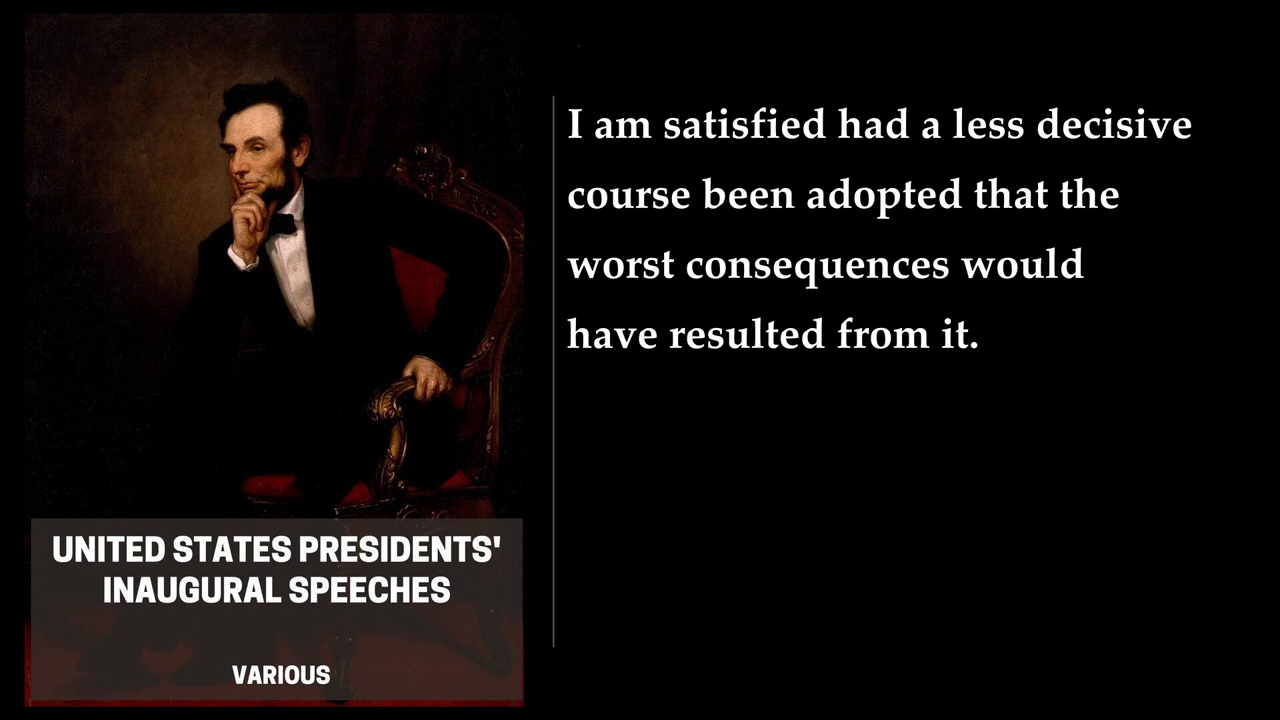 I am satisfied had a less decisive
course been adopted that the
worst consequences would
have resulted from it.
UNITED STATES PRESIDENTS'
INAUGURAL SPEECHES
VARIOUS